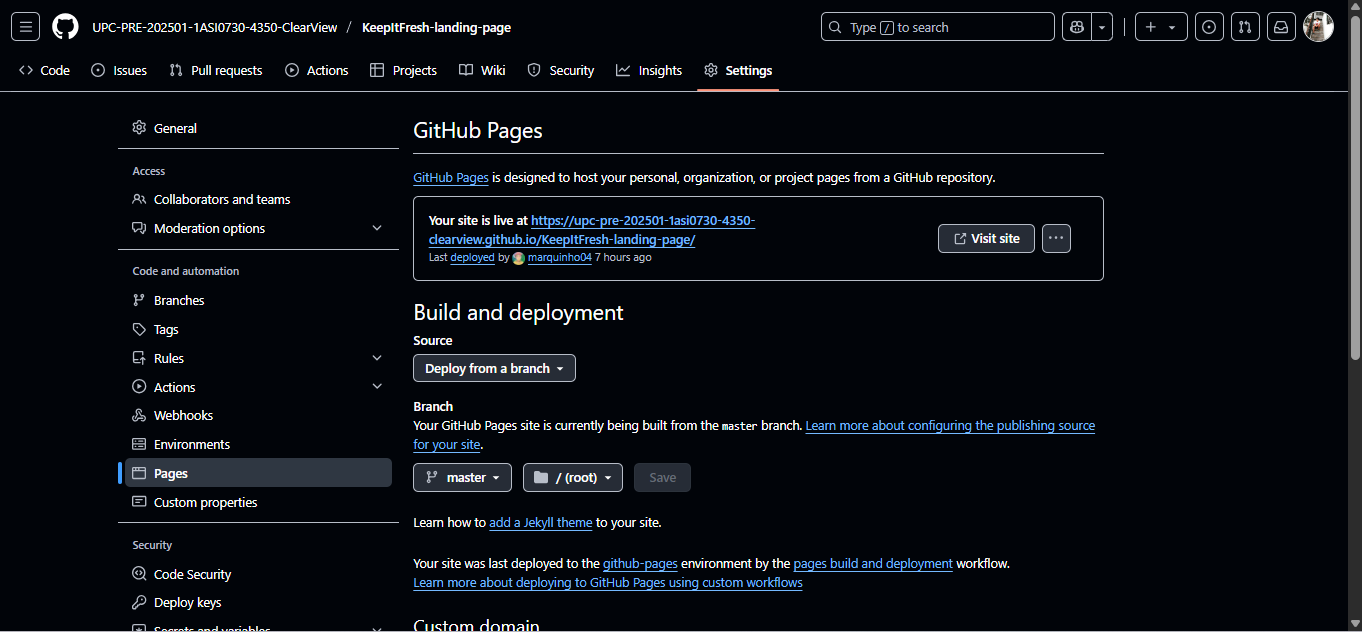 UPC-PRE-202501-1ASI0730-4350-ClearView / KeepItFresh-landing-page
Type / to search
Code Issues Pull requests Actions Projects Wiki Security Insights Settings
General
Access
Collaborators and teams
Moderation options
Code and automation
Branches
Tags
Rules
Actions
Webhooks
Environments
Pages
Custom properties
Security
Code Security
Deploy keys
Secrets and variables
GitHub Pages
GitHub Pages is designed to host your personal, organization, or project pages from a GitHub repository.
Your site is live at https://upc-pre-202501-1asi0730-4350-
clearview.github.io/KeepItFresh-landing-page/
Last deployed by marquinho04 7 hours ago
Visit site
Build and deployment
Source
Deploy from a branch
Branch
Your GitHub Pages site is currently being built from the master branch. Learn more about configuring the publishing source
for your site.
master / (root) Save
Learn how to add a Jekyll theme to your site.
Your site was last deployed to the github-pages environment by the pages build and deployment workflow.
Learn more about deploying to GitHub Pages using custom workflows
Custom domain